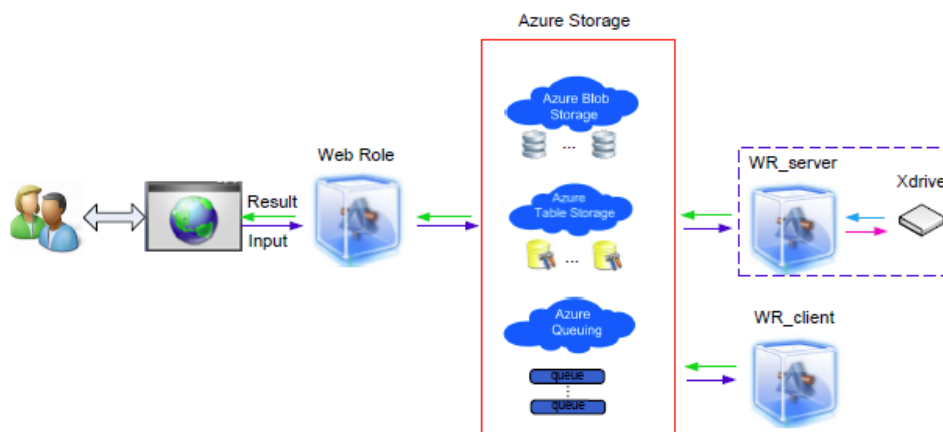 Azure Storage
Azure Blob
Storage
...
Web Role
WR_server
Xdrive
Result
Input
Azure
Table Storage
...
WR_client
Azure
Queuing
queue
queue